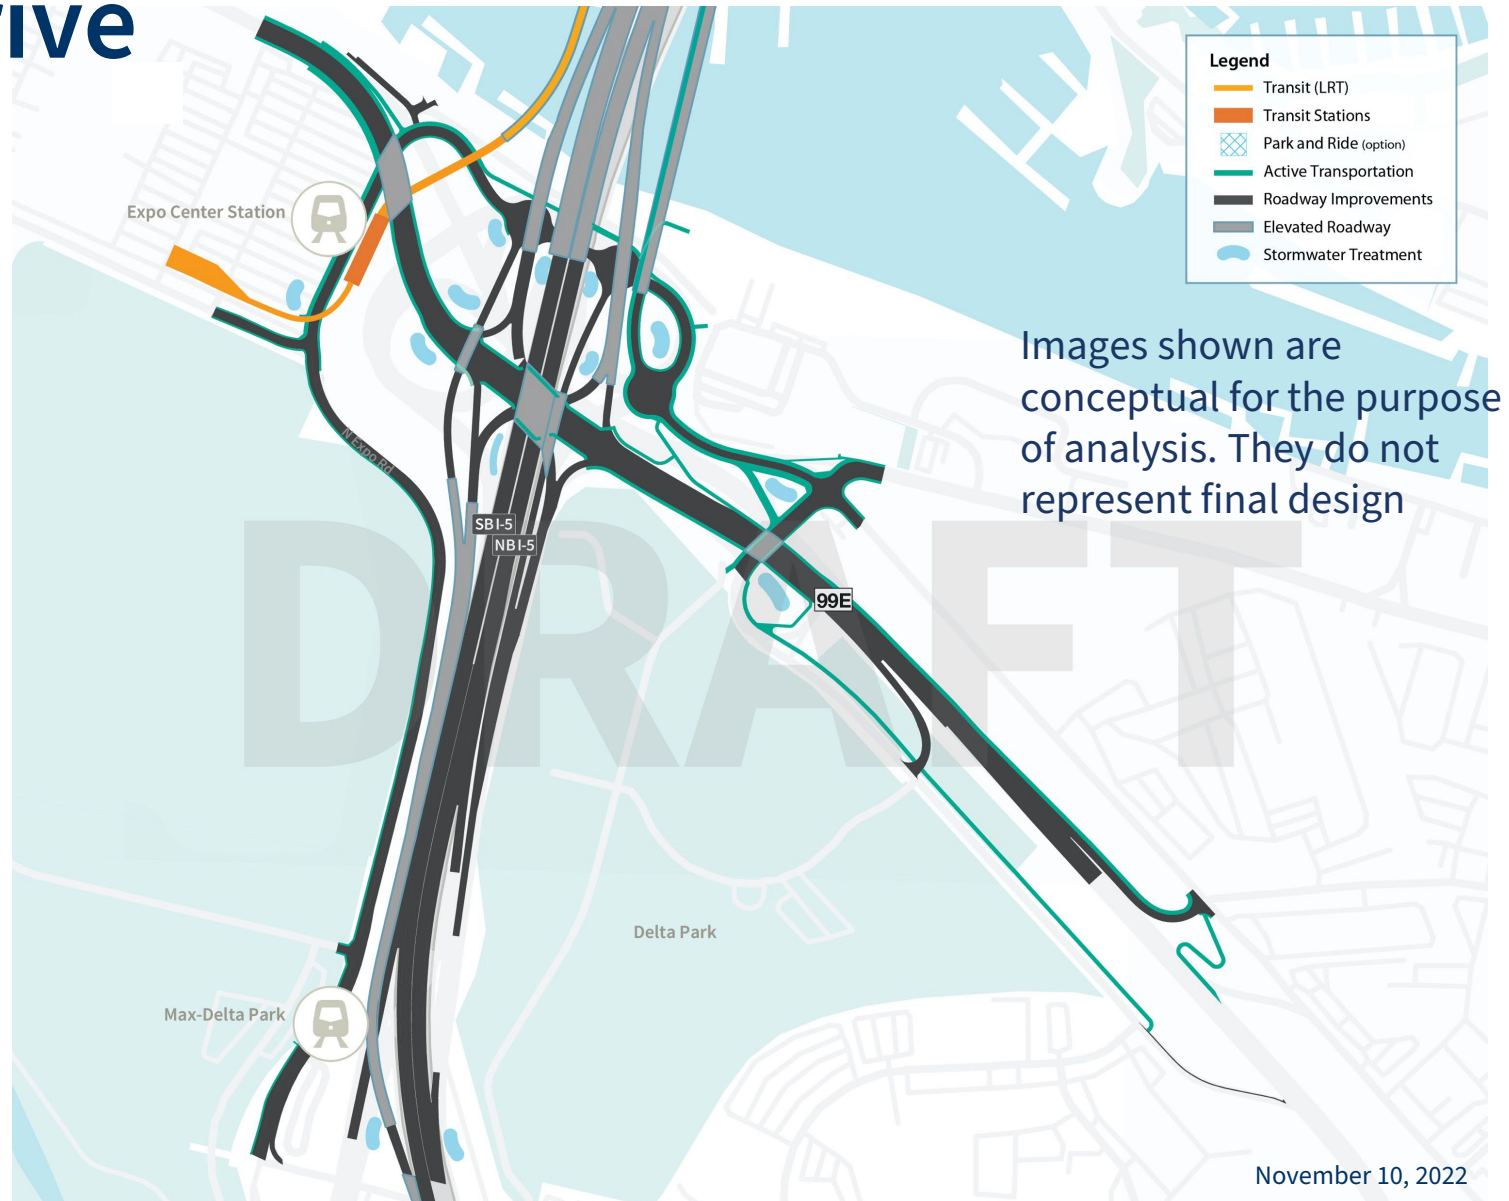 Legend
Transit (LRT)
Transit Stations
Park and Ride (option)
Active Transportation
Roadway Improvements
Elevated Roadway
Stormwater Treatment
Expo Center Station
Images shown are
conceptual for the purpose
of analysis. They do not
represent final design
N Expo Rd
SB I-5
NB I-5
DRAFT
99E
Delta Park
Max-Delta Park
November 10, 2022